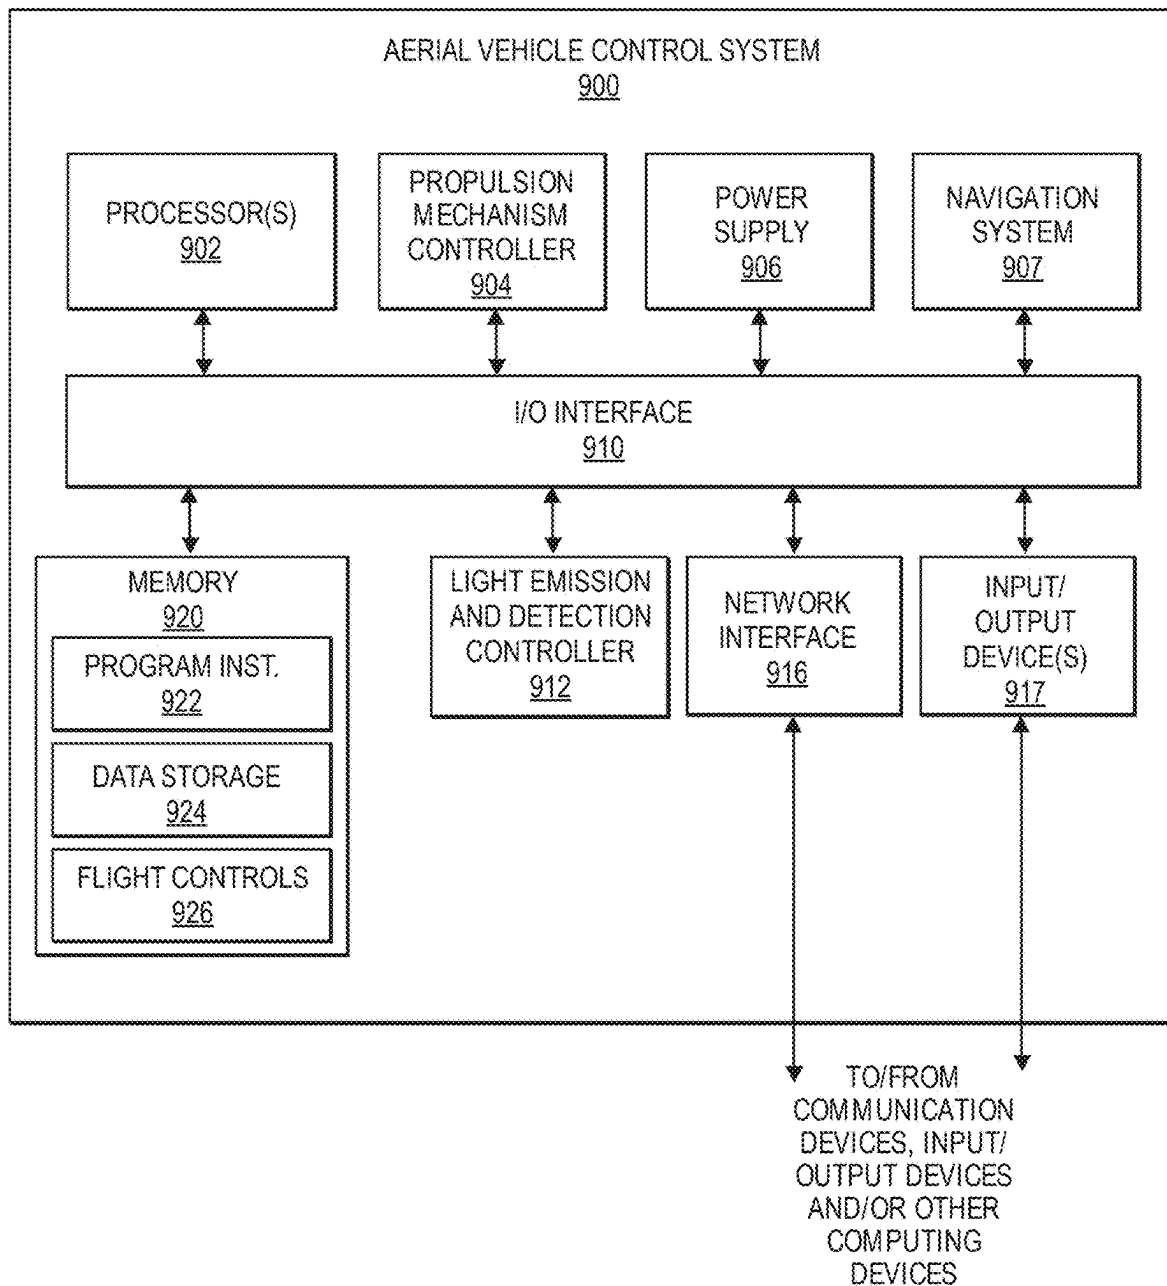 AERIAL VEHICLE CONTROL SYSTEM
900
PROCESSOR(S)
902
PROPULSION
MECHANISM
CONTROLLER
904
POWER
SUPPLY
906
NAVIGATION
SYSTEM
907
I/O INTERFACE
910
MEMORY
920
PROGRAM INST.
922
DATA STORAGE
924
FLIGHT CONTROLS
926
LIGHT EMISSION
AND DETECTION
CONTROLLER
912
NETWORK
INTERFACE
916
INPUT/
OUTPUT
DEVICE(S)
917
TO/FROM
COMMUNICATION
DEVICES, INPUT/
OUTPUT DEVICES
AND/OR OTHER
COMPUTING
DEVICES